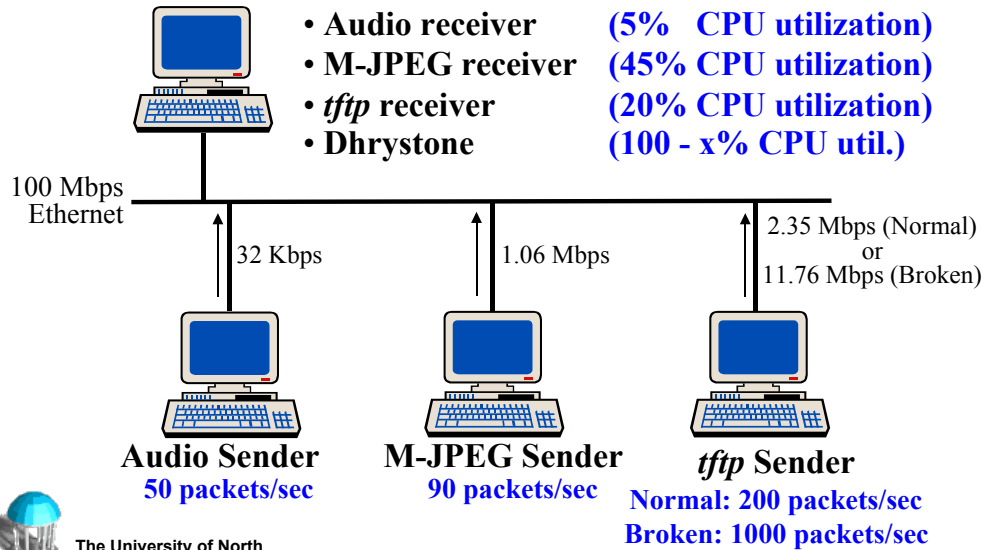 • Audio receiver (5% CPU utilization)
• M-JPEG receiver (45% CPU utilization)
• tftp receiver (20% CPU utilization)
• Dhrystone (100 - x% CPU util.)
100 Mbps
Ethernet
32 Kbps
1.06 Mbps
2.35 Mbps (Normal)
or
11.76 Mbps (Broken)
Audio Sender
50 packets/sec
M-JPEG Sender
90 packets/sec
tftp Sender
Normal: 200 packets/sec
Broken: 1000 packets/sec
The University of North